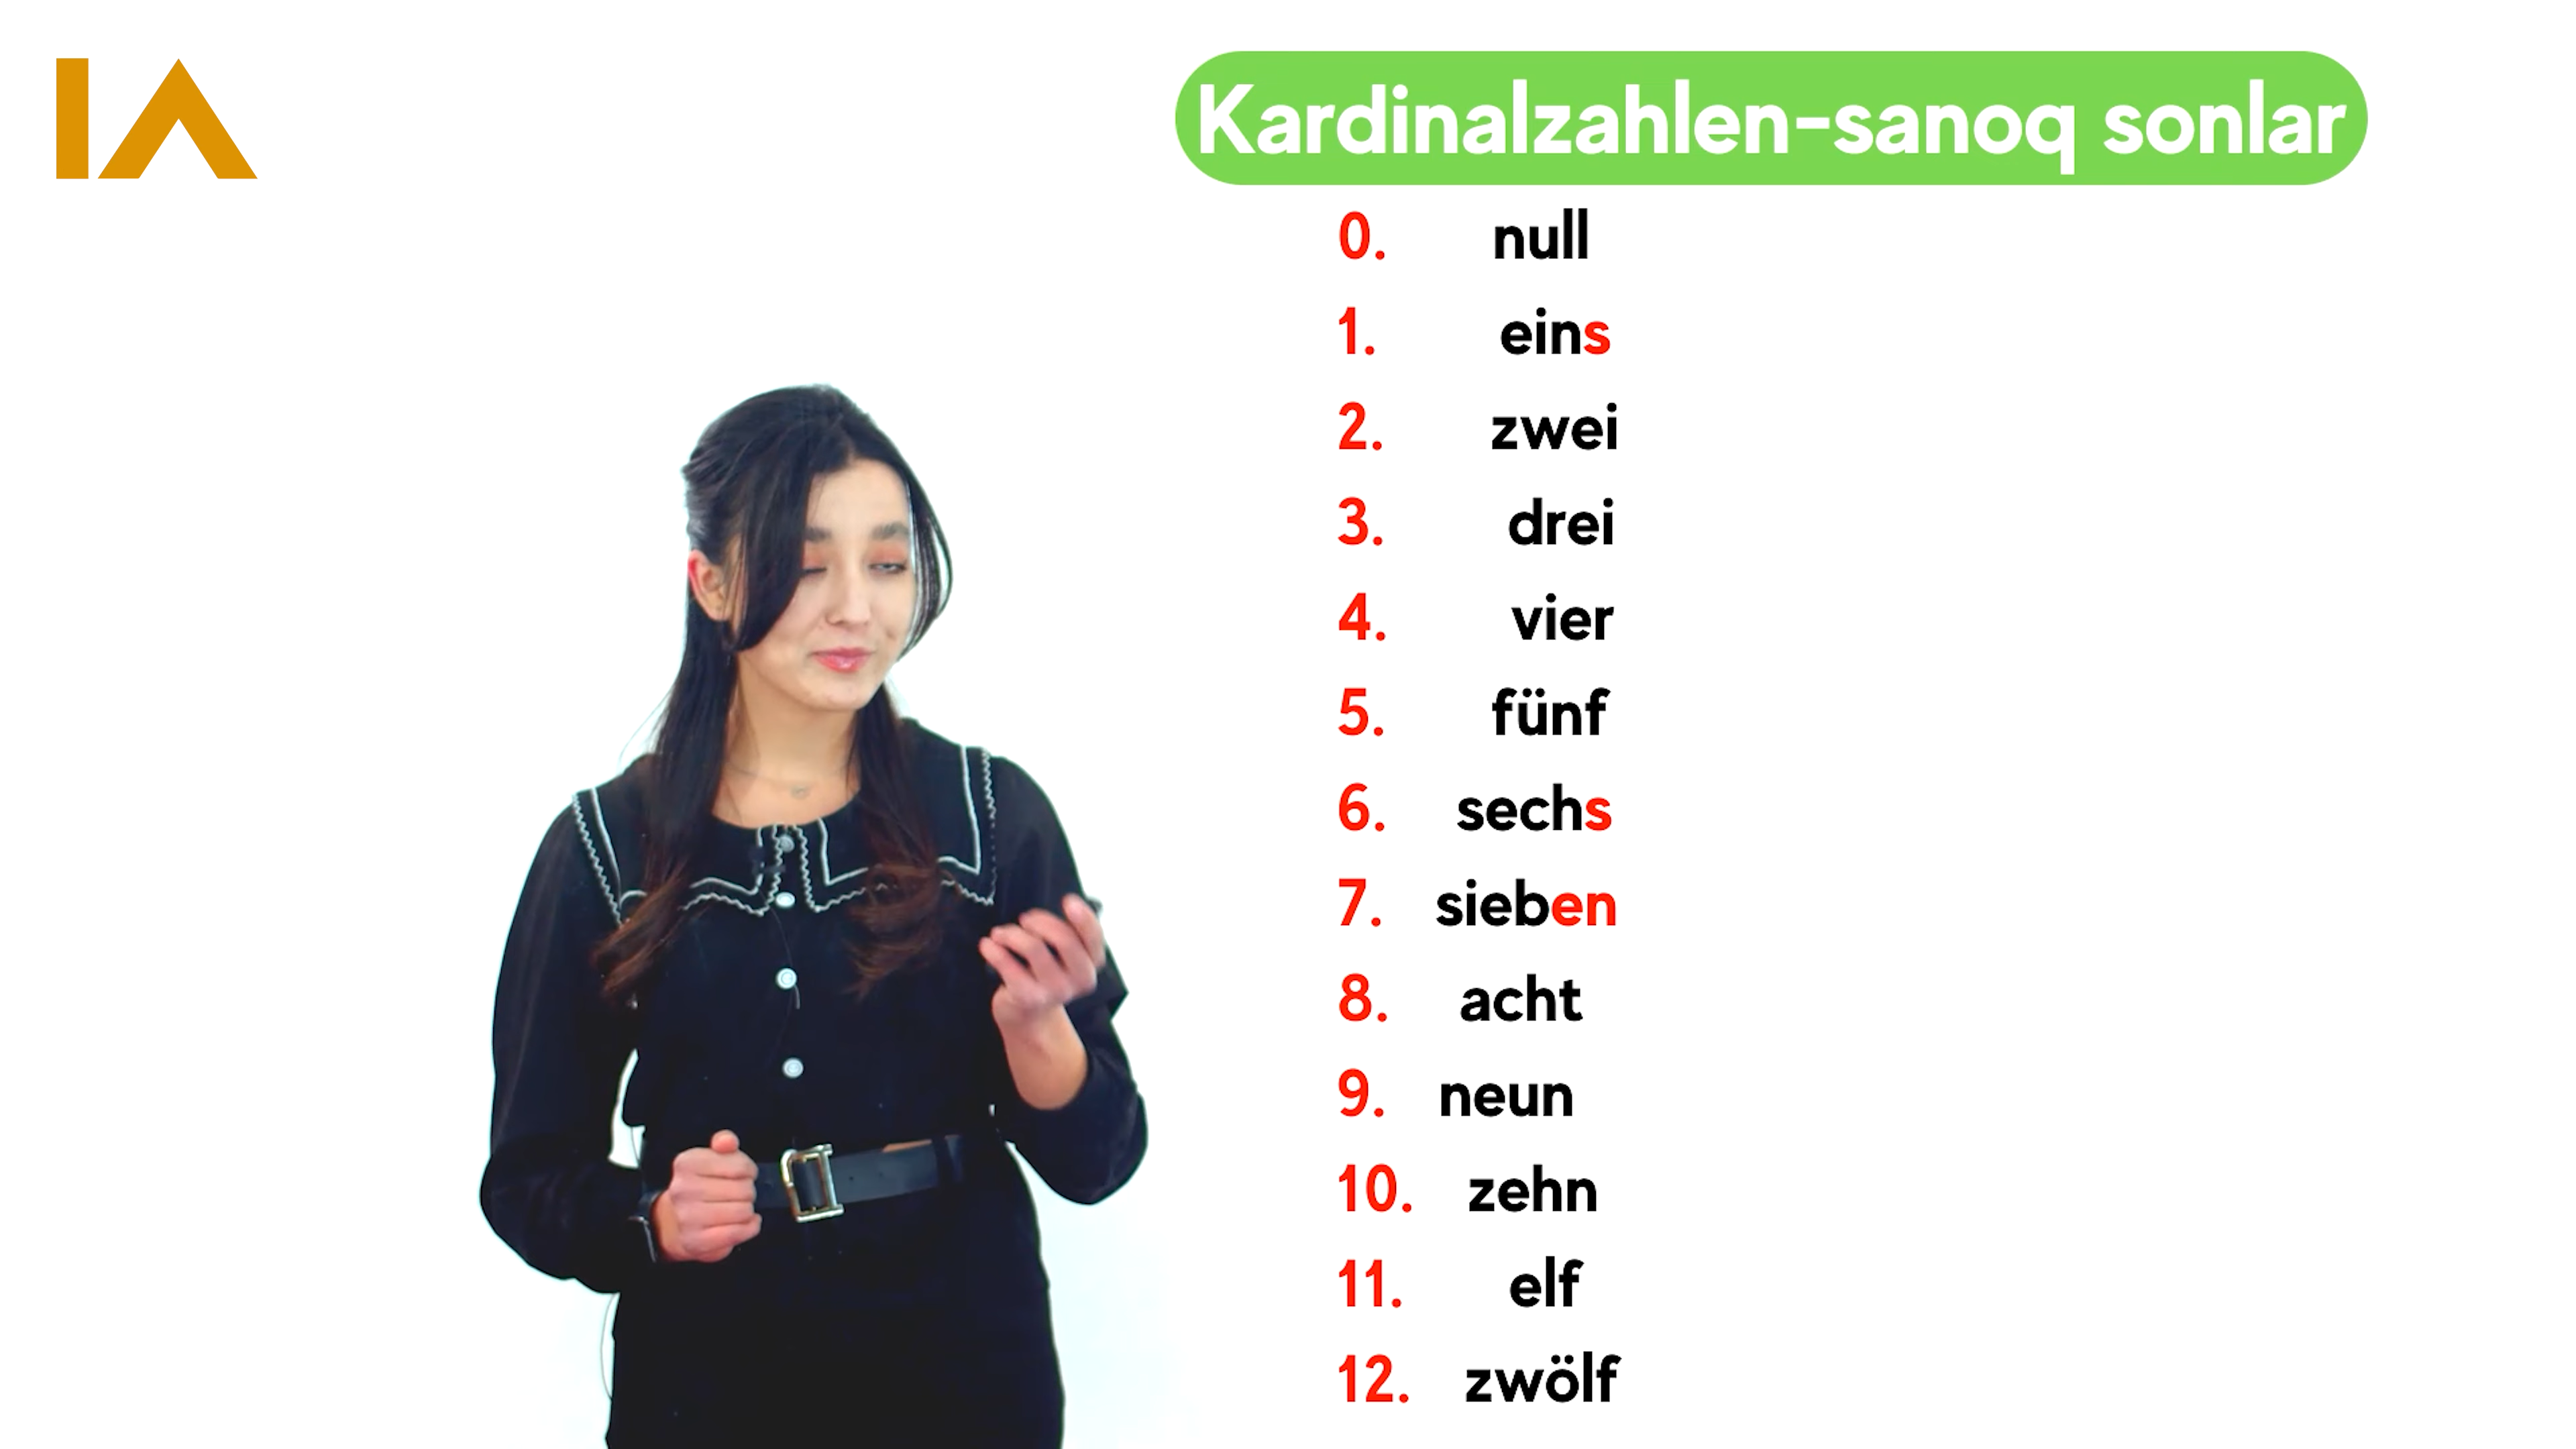 IA
Kardinalzahlen-sanoq sonlar
0. null
1. eins
2. zwei
3. drei
4. vier
5. fünf
6. sechs
7. sieben
8. acht
9. neun
10. zehn
11. elf
12. zwölf